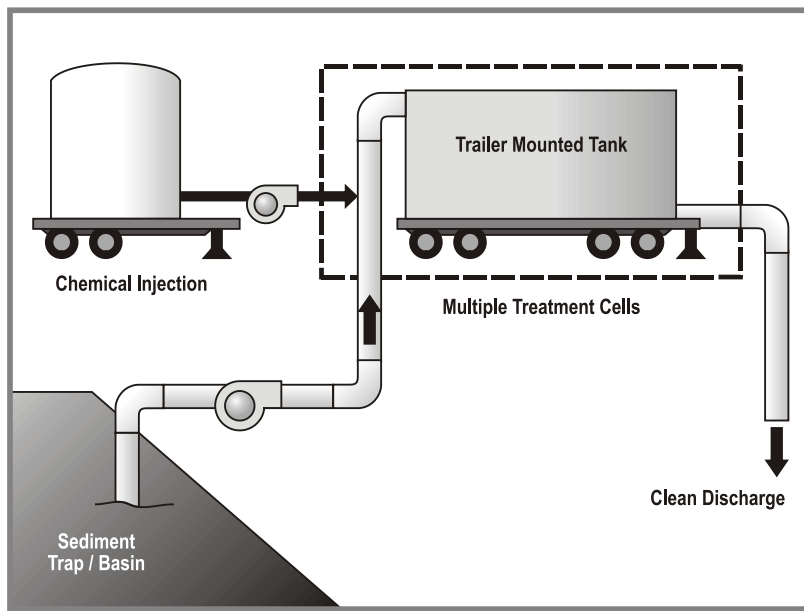 Trailer Mounted Tank
Chemical Injection
Multiple Treatment Cells
Clean Discharge
Sediment
Trap / Basin